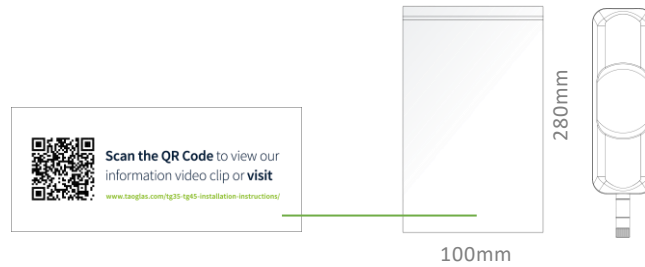 Scan the QR Code to view our
information video clip or visit
www.taoglas.com/tg35-tg45-installation-instructions/
280mm
100mm